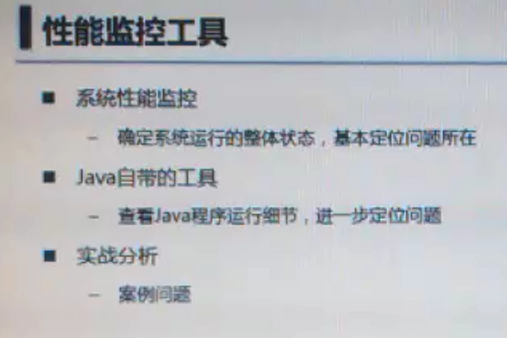 性能监控工具
■ 系统性能监控
– 确定系统运行的整体状态，基本定位问题所在
■ Java自带的工具
– 查看Java程序运行细节，进一步定位问题
■ 实战分析
– 案例问题